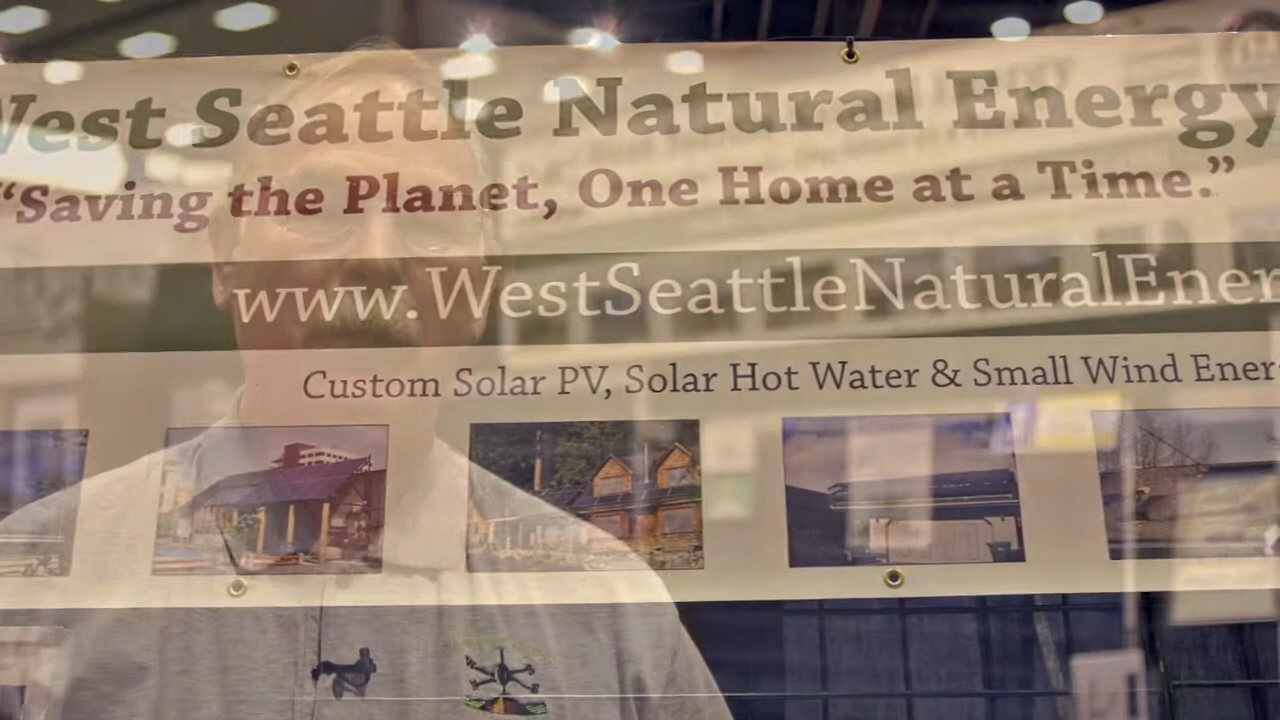 West Seattle Natural Energy
“Saving the Planet, One Home at a Time.”
www.WestSeattleNaturalEner
Custom Solar PV, Solar Hot Water & Small Wind Ener